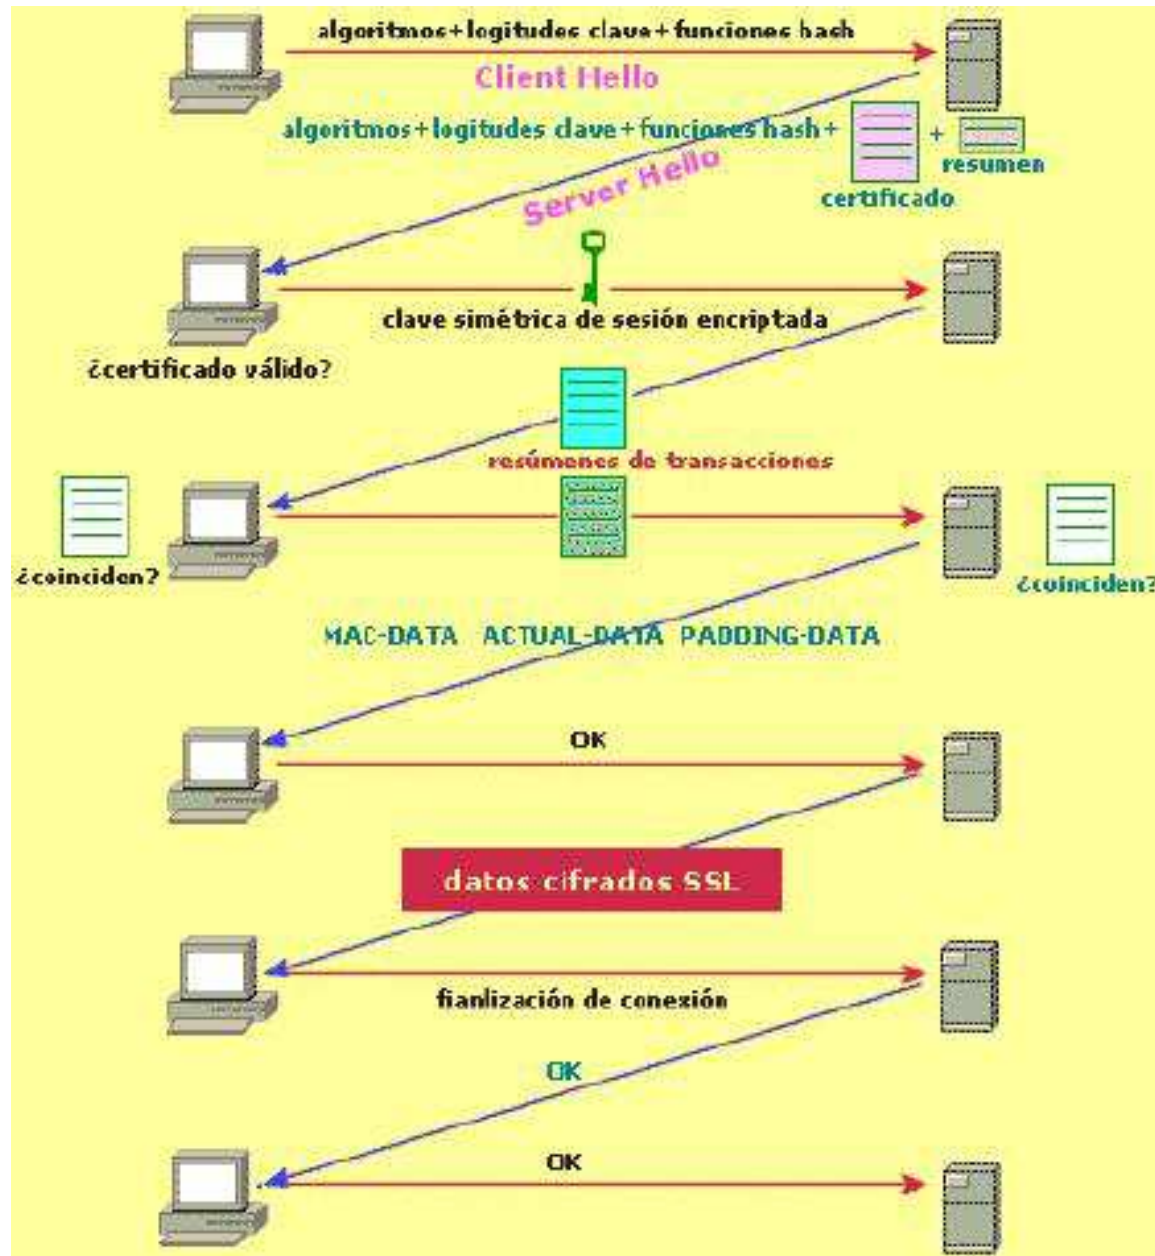 algoritmos+logitudes clave+funciones hash
Client Hello
algoritmos+logitudes clave+funciones hash+
+
resumen
certificado
Server Hello
clave simétrica de sesión encriptada
¿certificado válido?
resúmenes de transacciones
¿coinciden?
¿coinciden?
MAC-DATA ACTUAL-DATA PADDING-DATA
OK
datos cifrados SSL
fianlización de conexión
OK
OK